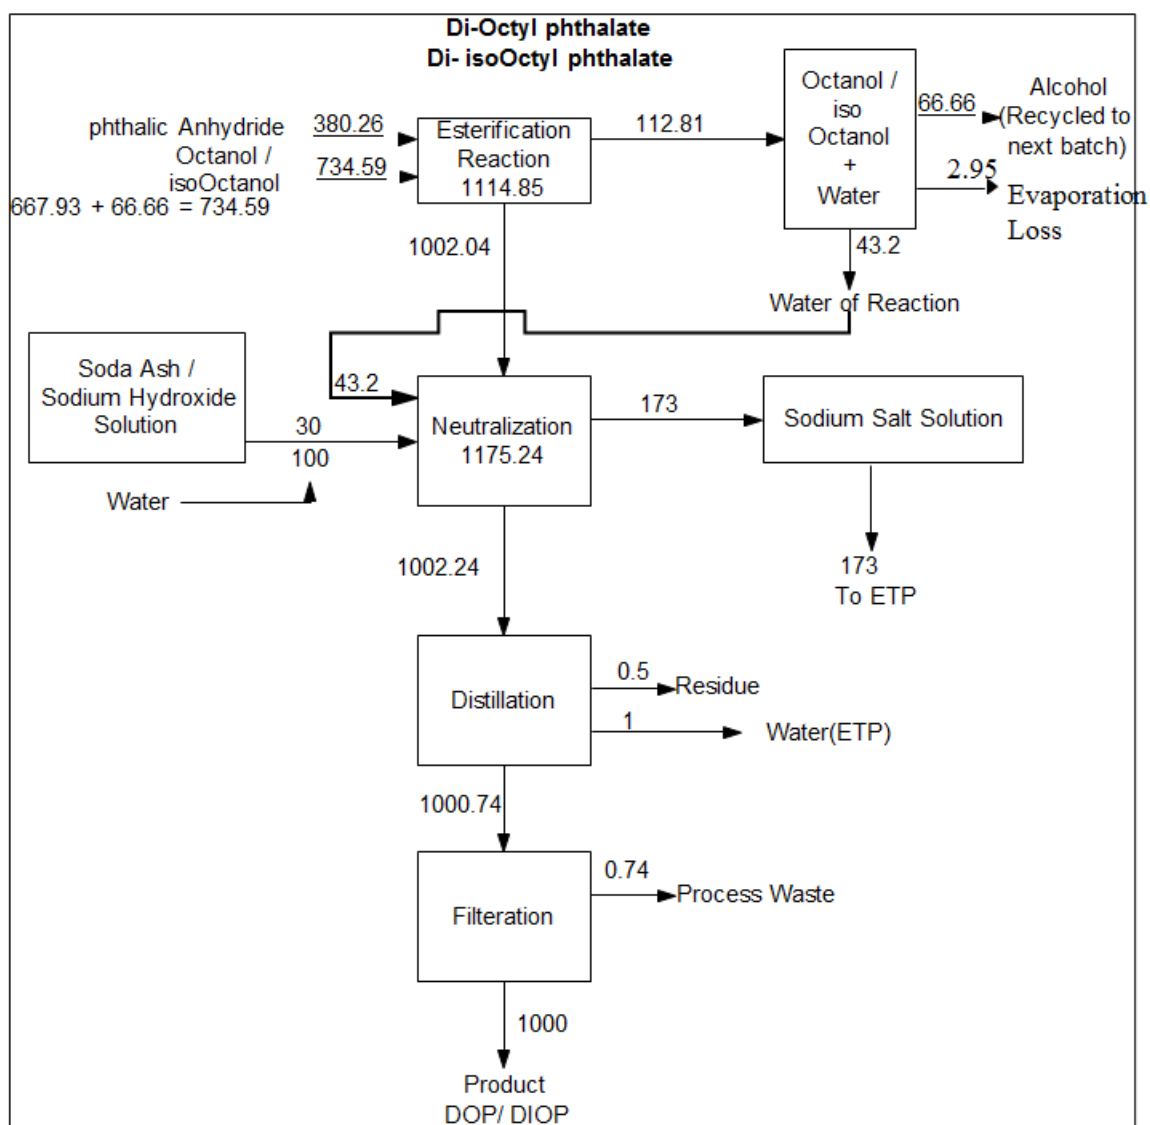 Di-Octyl phthalate
Di- isoOctyl phthalate
phthalic Anhydride
Octanol /
isoOctanol
667.93 + 66.66 = 734.59
380.26
734.59
Esterification
Reaction
1114.85
112.81
Octanol /
iso
Octanol
+
Water
66.66
Alcohol
(Recycled to
next batch)
2.95
Evaporation
Loss
43.2
Water of Reaction
1002.04
Soda Ash /
Sodium Hydroxide
Solution
43.2
30
100
Water
Neutralization
1175.24
173
Sodium Salt Solution
173
To ETP
1002.24
Distillation
0.5
Residue
1
Water(ETP)
1000.74
Filteration
0.74
Process Waste
1000
Product
DOP/ DIOP